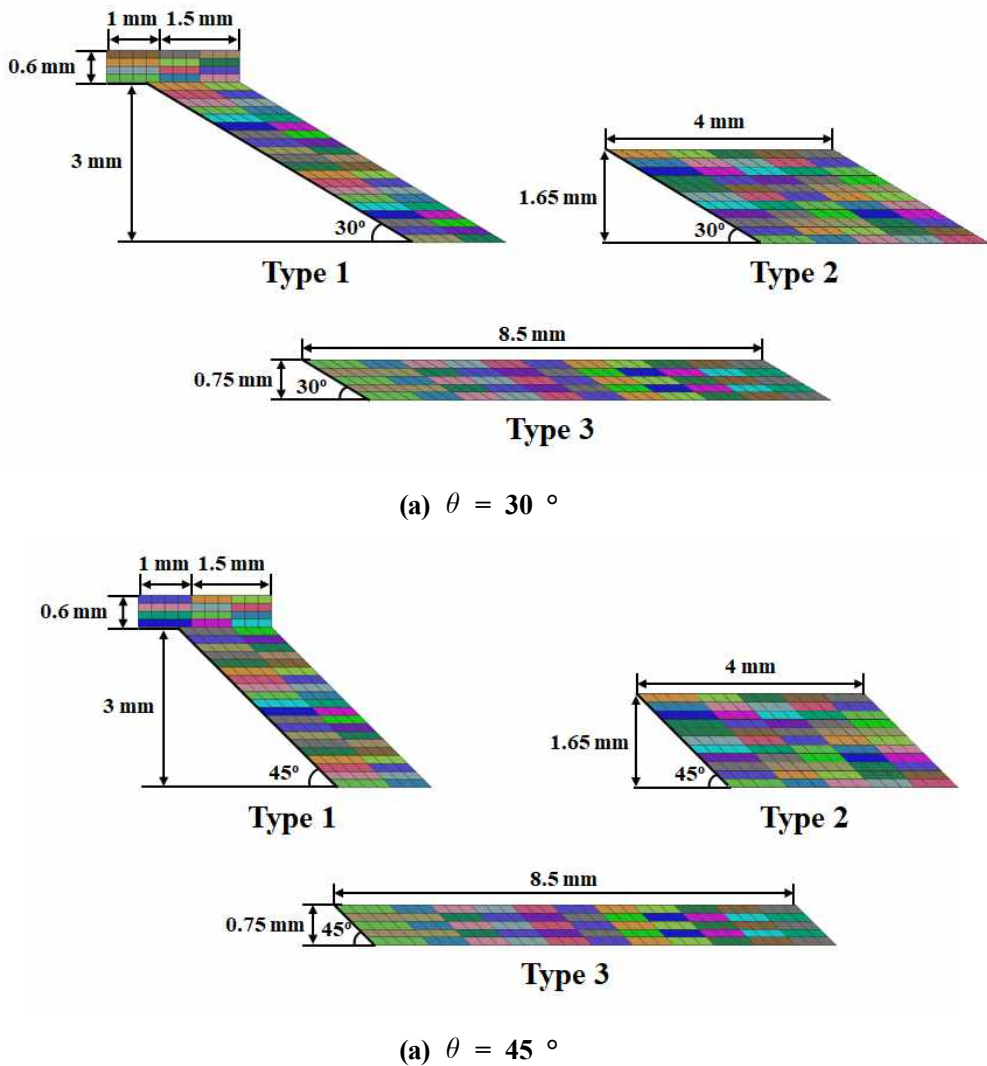 1 mm 1.5 mm
0.6 mm
3 mm
30°
Type 1
4 mm
1.65 mm
30°
Type 2
8.5 mm
0.75 mm
30°
Type 3
(a) θ = 30 °
1 mm 1.5 mm
0.6 mm
3 mm
45°
Type 1
4 mm
1.65 mm
45°
Type 2
8.5 mm
0.75 mm
45°
Type 3
(a) θ = 45 °